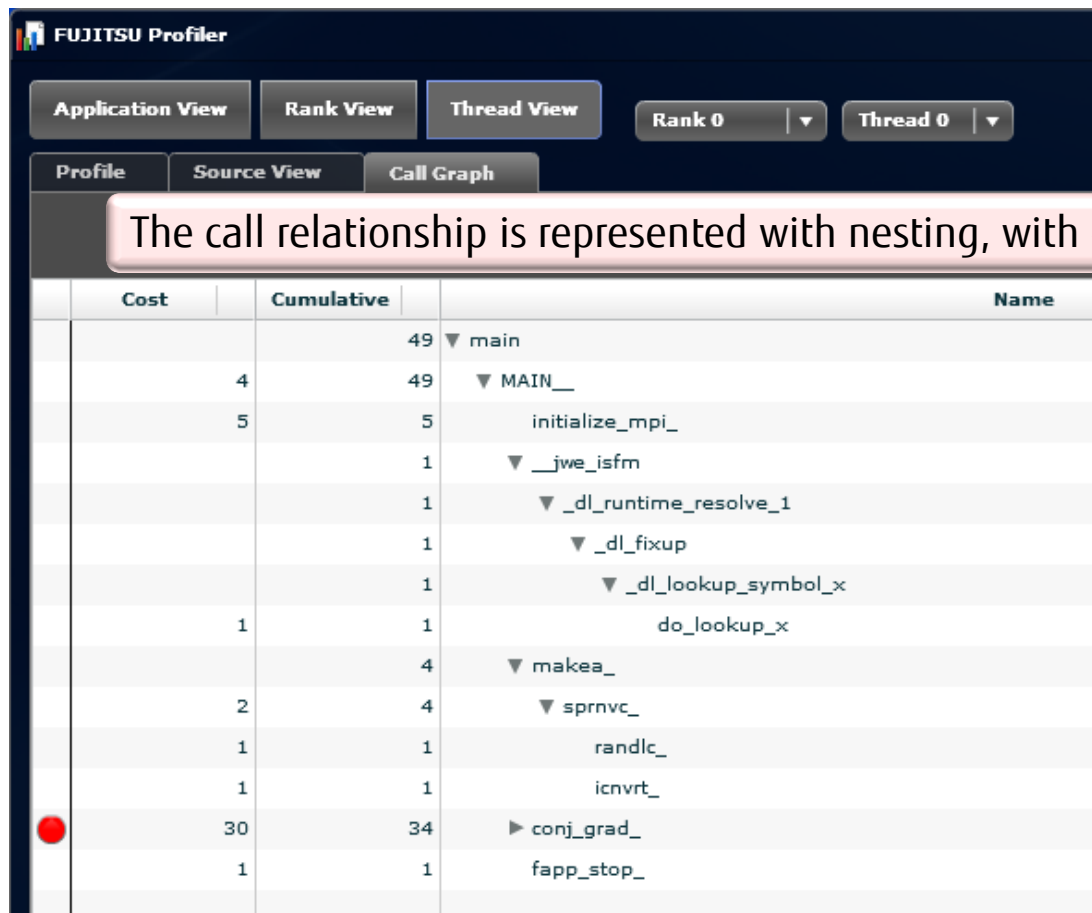 FUJITSU Profiler
Application View Rank View Thread View Rank 0 Thread 0
Profile Source View Call Graph
The call relationship is represented with nesting, with
Cost Cumulative Name
49 main
4 49 MAIN__
5 5 initialize_mpi_
1 __jwe_isfm
1 _dl_runtime_resolve_1
1 _dl_fixup
1 _dl_lookup_symbol_x
1 1 do_lookup_x
4 makea_
2 4 sprnvc_
1 1 randlc_
1 1 icnvrt_
30 34 conj_grad_
1 1 fapp_stop_